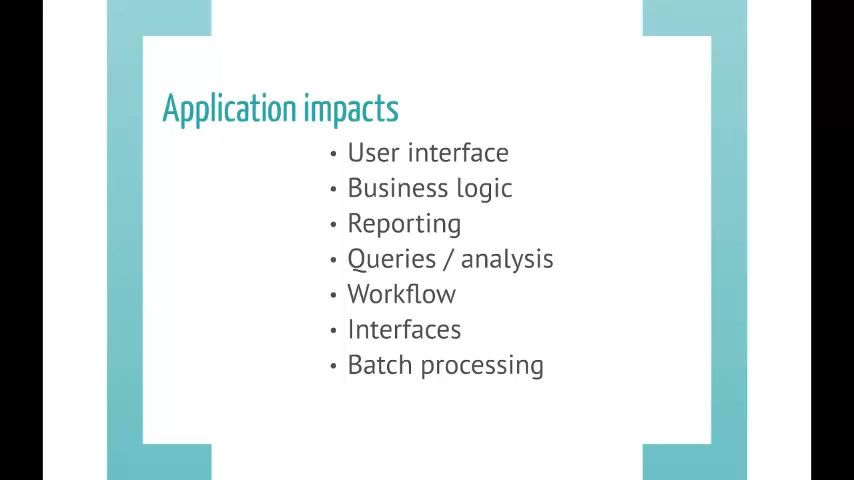 Application impacts
• User interface
• Business logic
• Reporting
• Queries / analysis
• Workflow
• Interfaces
• Batch processing